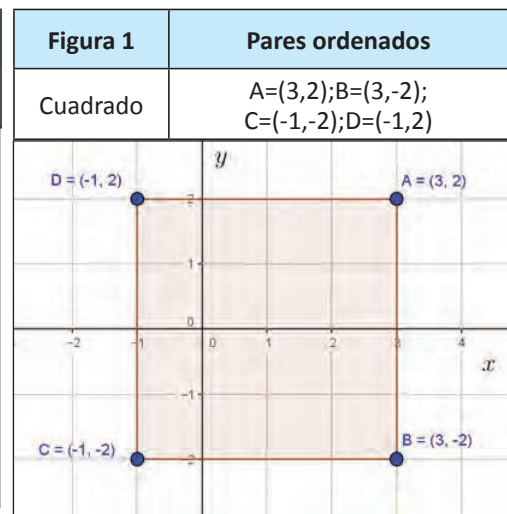 Figura 1 Pares ordenados
Cuadrado A=(3,2);B=(3,-2);
C=(-1,-2);D=(-1,2)
y
D = (-1, 2) 2 A = (3, 2)
1
0
-2 -1 0 1 2 3 4
x
-1
C = (-1, -2) -2 B = (3, -2)